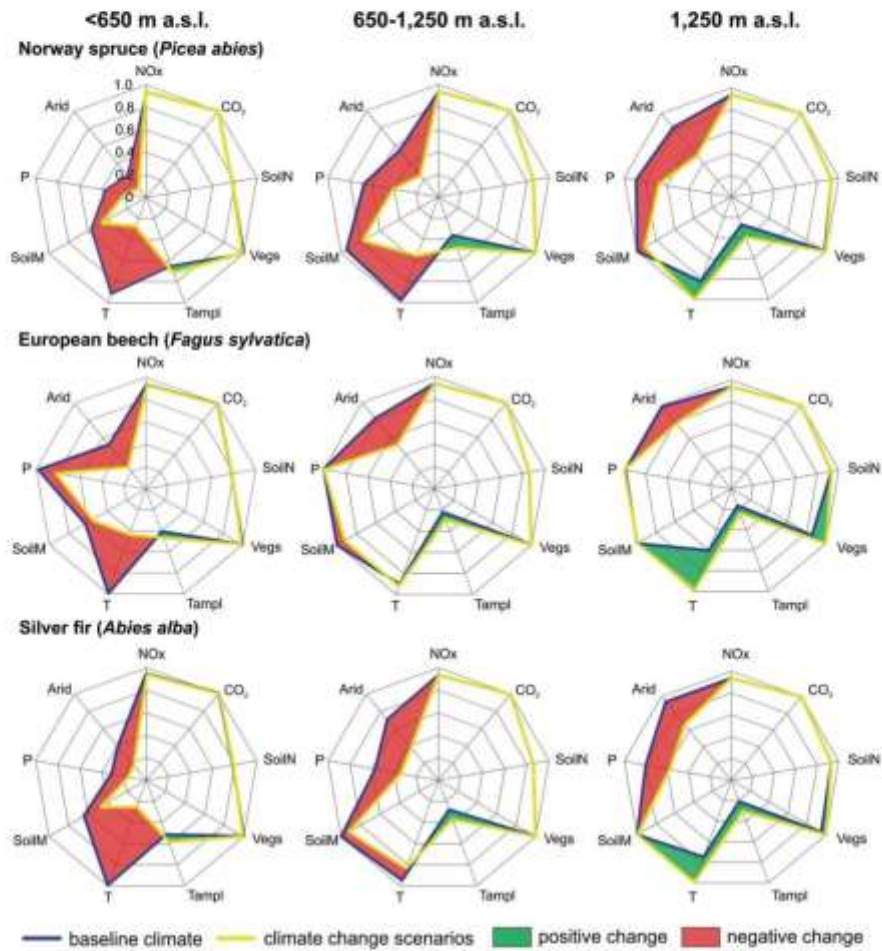 <650 m a.s.l. 650-1,250 m a.s.l. 1,250 m a.s.l.
Norway spruce (Picea abies)
NOx NOx NOx
1.0
Arid 0.8 CO₂ Arid CO₂ Arid CO₂
0.6
0.4
P 0.2 SoilN P SoilN P SoilN
0
SoilM Vegs SoilM Vegs SoilM Vegs
T Tampl T Tampl T Tampl
European beech (Fagus sylvatica)
NOx NOx NOx
Arid CO₂ Arid CO₂ Arid CO₂
P SoilN P SoilN P SoilN
SoilM Vegs SoilM Vegs SoilM Vegs
T Tampl T Tampl T Tampl
Silver fir (Abies alba)
NOx NOx NOx
Arid CO₂ Arid CO₂ Arid CO₂
P SoilN P SoilN P SoilN
SoilM Vegs SoilM Vegs SoilM Vegs
T Tampl T Tampl T Tampl
baseline climate climate change scenarios positive change negative change